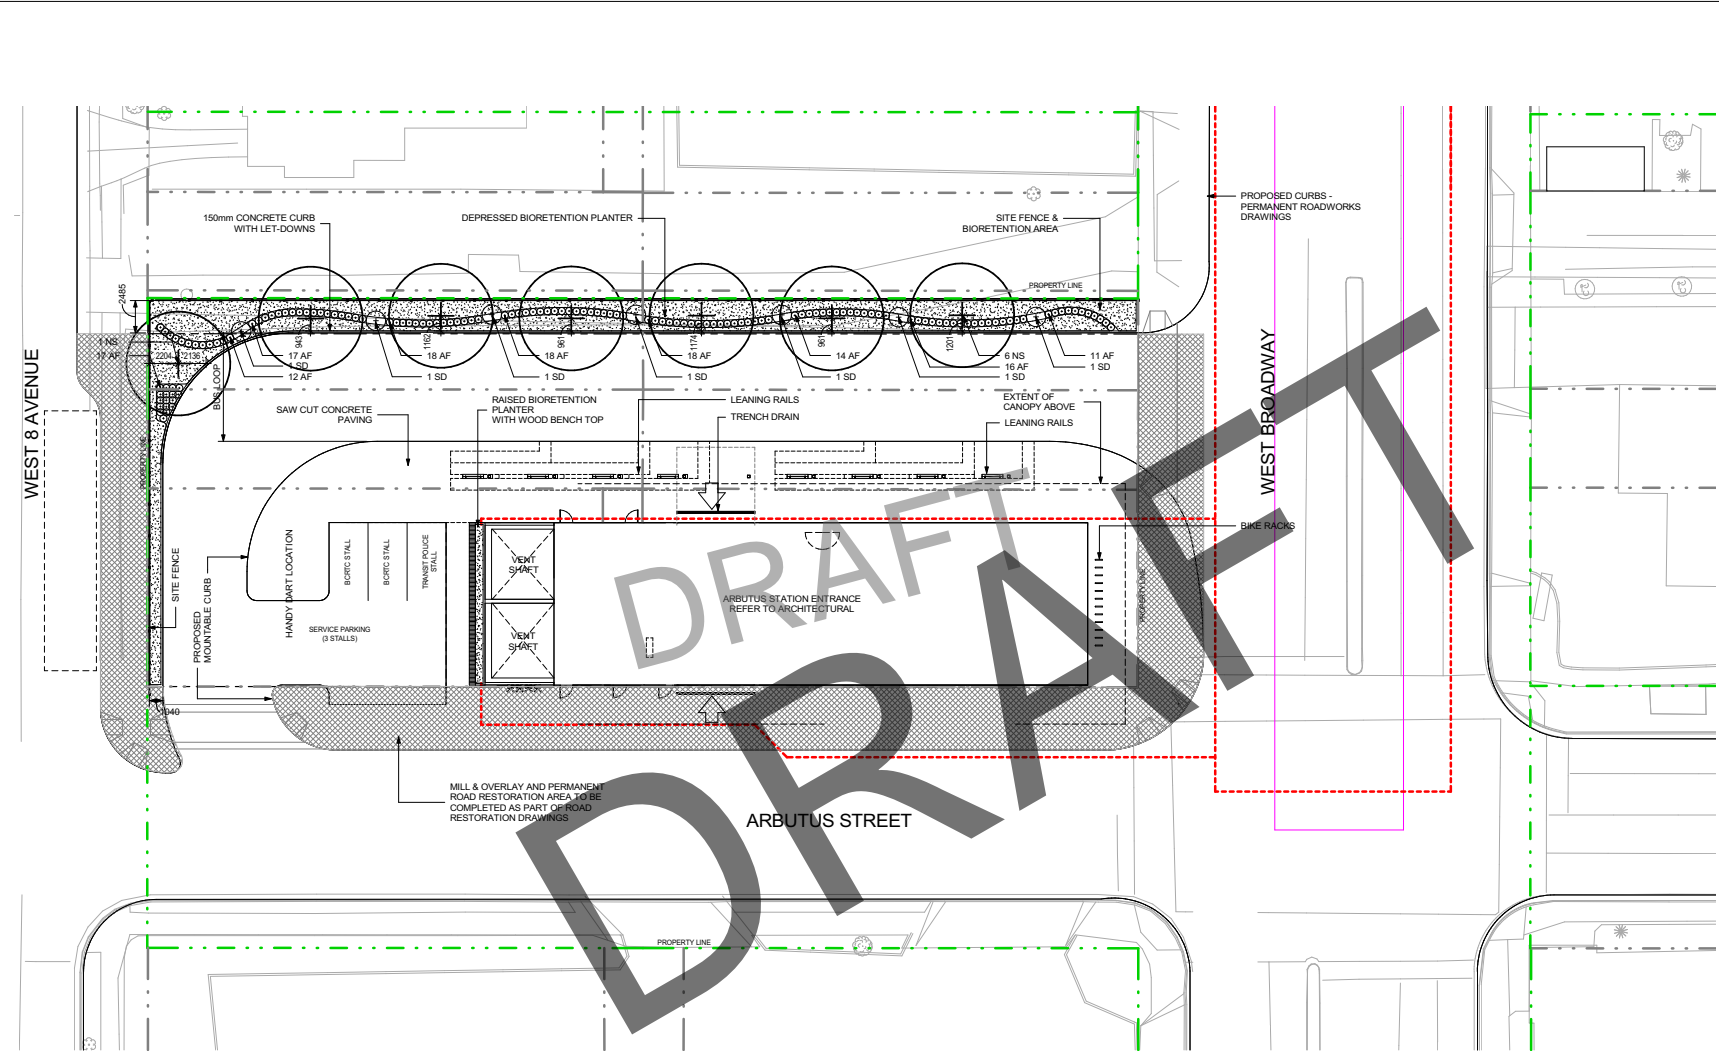 PROPOSED CURBS -
PERMANENT ROADWORKS
DRAWINGS
150mm CONCRETE CURB
WITH LET-DOWNS
DEPRESSED BIORETENTION PLANTER
SITE FENCE &
BIORETENTION AREA
PROPERTY LINE
2485
943
1162
961
1174
961
1201
1 NS
17 AF
2204
2136
17 AF
1 SD
12 AF
18 AF
1 SD
18 AF
1 SD
18 AF
1 SD
14 AF
1 SD
6 NS
16 AF
1 SD
11 AF
1 SD
BUS LOOP
WEST 8 AVENUE
WEST BROADWAY
PROPERTY LINE
SAW CUT CONCRETE
PAVING
RAISED BIORETENTION
PLANTER
WITH WOOD BENCH TOP
LEANING RAILS
TRENCH DRAIN
EXTENT OF
CANOPY ABOVE
LEANING RAILS
BIKE RACKS
SITE FENCE
PROPOSED
MOUNTABLE CURB
HANDY DART LOCATION
BCRTC STALL
BCRTC STALL
TRANSIT POLICE
STALL
SERVICE PARKING
(3 STALLS)
VENT
SHAFT
VENT
SHAFT
ARBUTUS STATION ENTRANCE
REFER TO ARCHITECTURAL
PROPERTY LINE
1040
DRAFT
DRAFT
MILL & OVERLAY AND PERMANENT
ROAD RESTORATION AREA TO BE
COMPLETED AS PART OF ROAD
RESTORATION DRAWINGS
ARBUTUS STREET
PROPERTY LINE